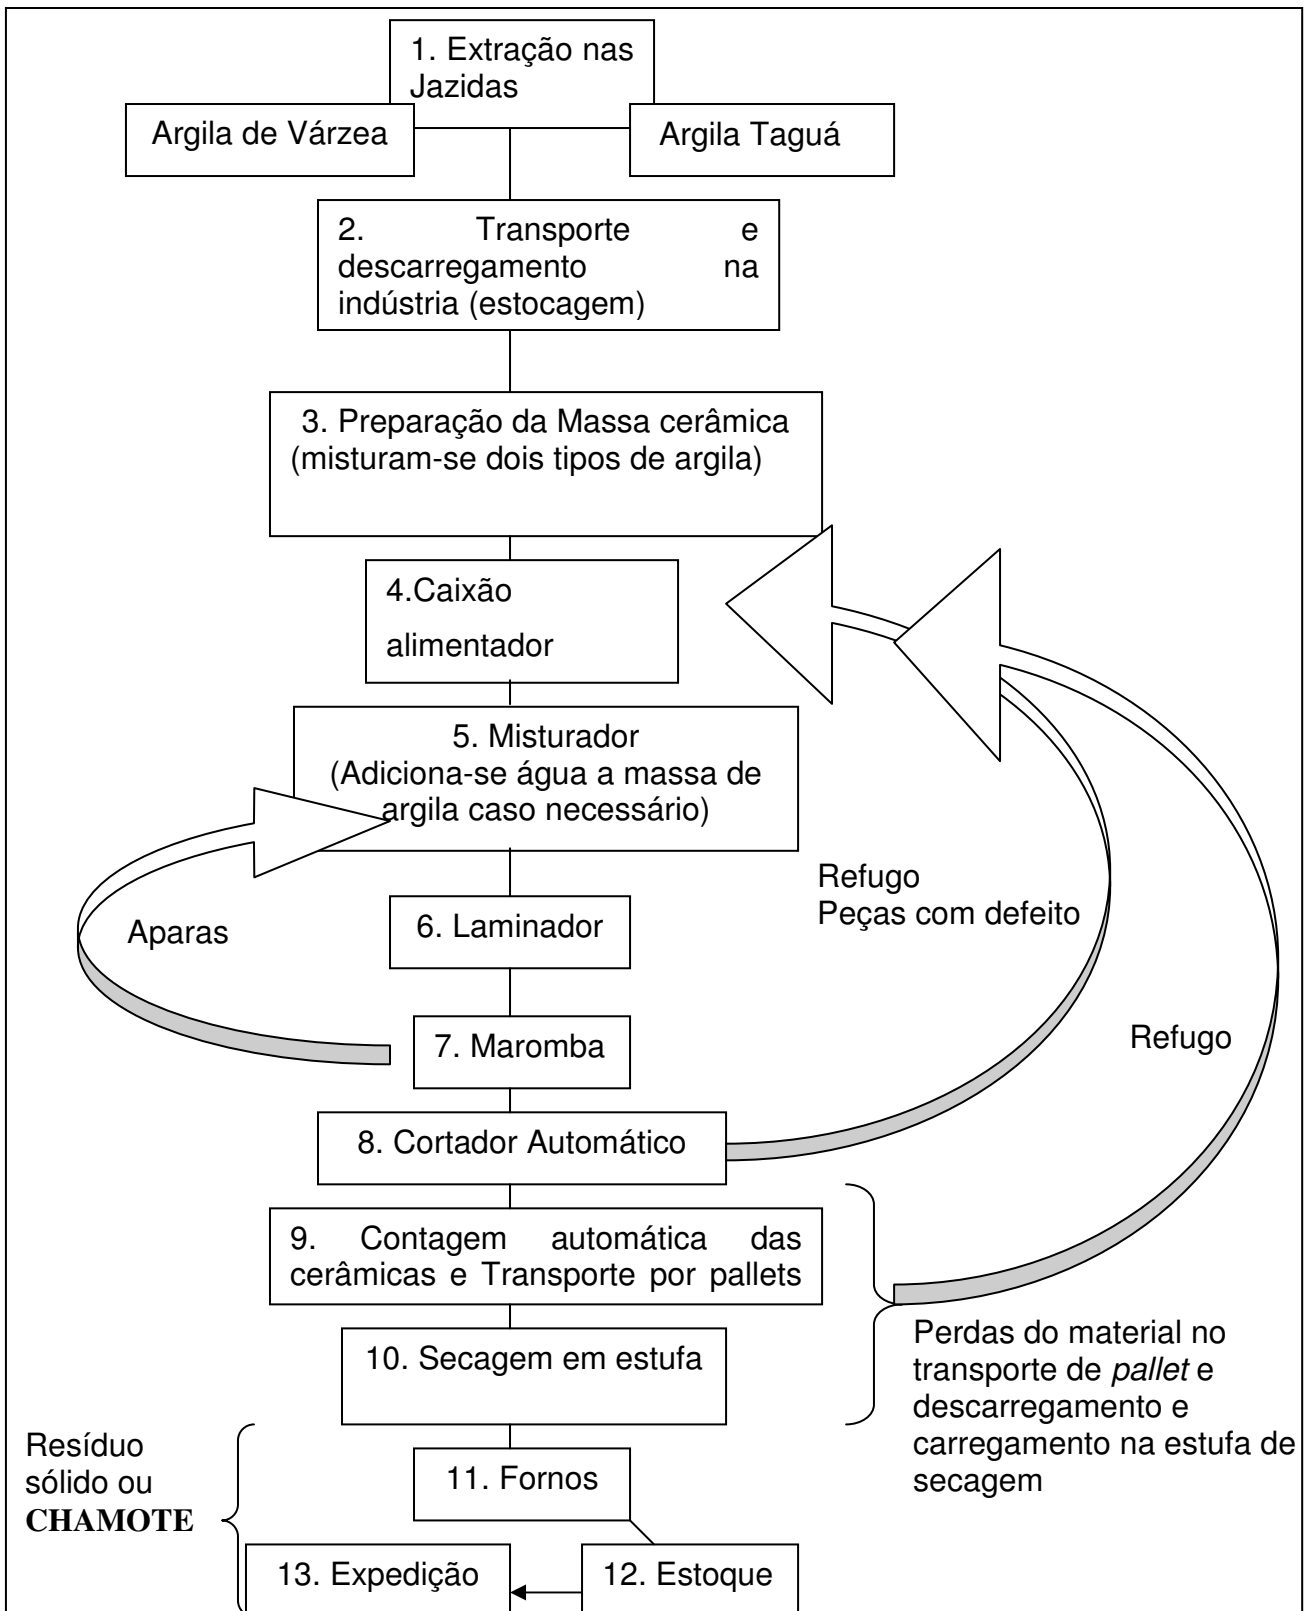 1. Extração nas
Jazidas
Argila de Várzea
Argila Taguá
2. Transporte e
descarregamento na
indústria (estocagem)
3. Preparação da Massa cerâmica
(misturam-se dois tipos de argila)
4.Caixão
alimentador
5. Misturador
(Adiciona-se água a massa de
argila caso necessário)
Refugo
Peças com defeito
6. Laminador
Aparas
7. Maromba
Refugo
8. Cortador Automático
9. Contagem automática das
cerâmicas e Transporte por pallets
10. Secagem em estufa
Perdas do material no
transporte de pallet e
descarregamento e
carregamento na estufa de
secagem
Resíduo
sólido ou
CHAMOTE
11. Fornos
13. Expedição
12. Estoque